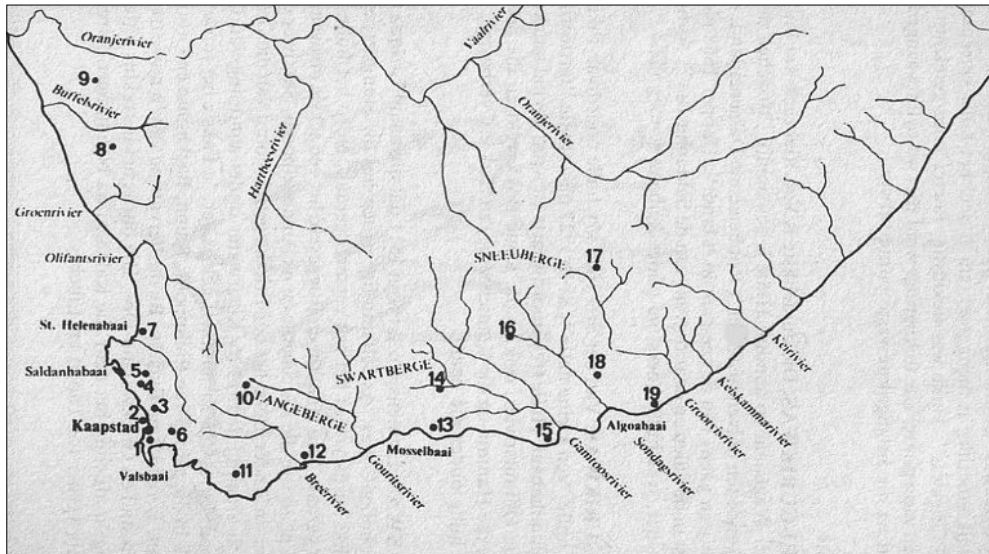 Oranjerivier
Vaalrivier
9
Buffelsrivier
Oranjerivier
8
Hartbeesrivier
Groenrivier
Olifantsrivier
SNEEUBERGE
17
St. Helenabaai
7
16
Keirivier
Saldanhabaai
5
4
10
SWARTBERGE
14
18
Keiskammarivier
LANGEBERGE
3
2
19
Grootvisrivier
Kaapstad
6
13
15
Algoabaai
1
Mosselbaai
12
Valsbaai
11
Breërivier
Gouritsrivier
Gamtoosrivier
Sondagsrivier